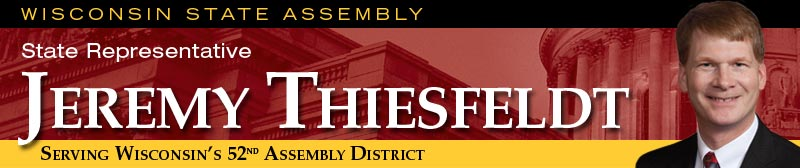 WISCONSIN STATE ASSEMBLY
State Representative
JEREMY THIESFELDT
SERVING WISCONSIN'S 52ND ASSEMBLY DISTRICT